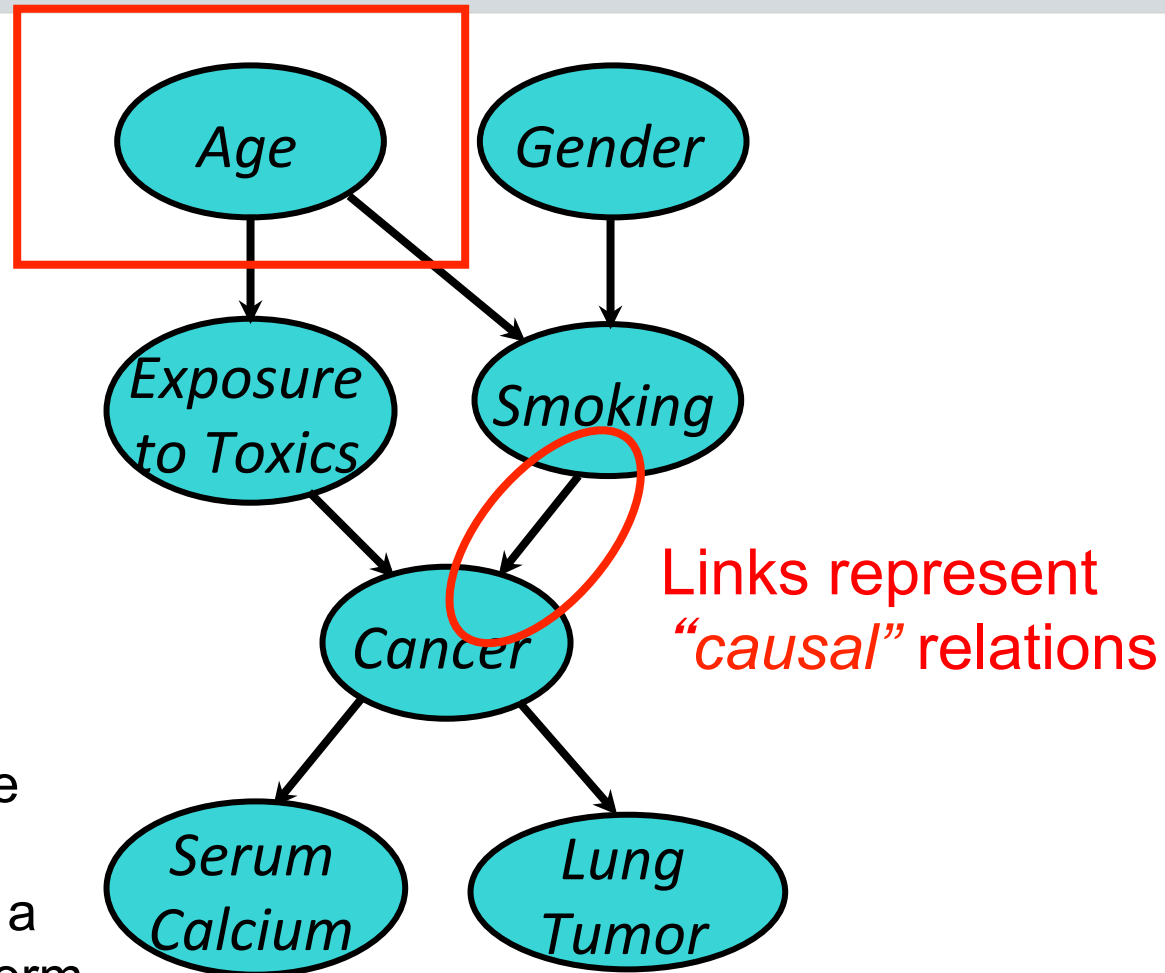 Age
Gender
Exposure
to Toxics
Smoking
Links represent
“causal” relations
Cancer
Serum
Calcium
Lung
Tumor
a